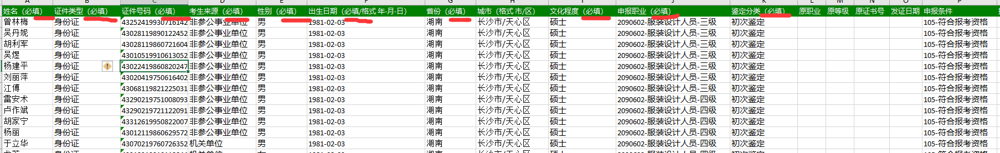 A B C D E F G H I J K L M N O P
姓名（必填） 证件类型（必填） 证件号码（必填） 考生来源（必填） 性别（必填） 出生日期（必填/格式 年-月-日） 省份（必填） 城市（格式 市/区） 文化程度（必填） 申报职业（必填） 鉴定分类（必填） 原职业 原等级 原证书号 发证日期 申报条件
曾林梅 身份证 43252419930716142 非参公事业单位 男 1981-02-03 湖南 长沙市/天心区 硕士 2090602-服装设计人员-三级 初次鉴定 105-符合报考资格
吴丹妮 身份证 43028119890122452 非参公事业单位 男 1981-02-03 湖南 长沙市/天心区 硕士 2090602-服装设计人员-三级 初次鉴定 105-符合报考资格
胡利军 身份证 43028119860721604 非参公事业单位 男 1981-02-03 湖南 长沙市/天心区 硕士 2090602-服装设计人员-三级 初次鉴定 105-符合报考资格
吴煜 身份证 43010519910613052 非参公事业单位 男 1981-02-03 湖南 长沙市/天心区 硕士 2090602-服装设计人员-三级 初次鉴定 105-符合报考资格
杨建平 身份证 43022419860820247 非参公事业单位 男 1981-02-03 湖南 长沙市/天心区 硕士 2090602-服装设计人员-三级 初次鉴定 105-符合报考资格
刘丽萍 身份证 43020419750616402 非参公事业单位 男 1981-02-03 湖南 长沙市/天心区 硕士 2090602-服装设计人员-三级 初次鉴定 105-符合报考资格
江傅 身份证 43068119821225031 非参公事业单位 男 1981-02-03 湖南 长沙市/天心区 硕士 2090602-服装设计人员-三级 初次鉴定 105-符合报考资格
雷安术 身份证 43290219751008093 非参公事业单位 男 1981-02-03 湖南 长沙市/天心区 硕士 2090602-服装设计人员-四级 初次鉴定 105-符合报考资格
卢作斌 身份证 43290219721122091 非参公事业单位 男 1981-02-03 湖南 长沙市/天心区 硕士 2090602-服装设计人员-四级 初次鉴定 105-符合报考资格
胡家宁 身份证 43312619950822007 非参公事业单位 男 1981-02-03 湖南 长沙市/天心区 硕士 2090602-服装设计人员-四级 初次鉴定 105-符合报考资格
杨丽 身份证 43012119860629572 非参公事业单位 男 1981-02-03 湖南 长沙市/天心区 硕士 2090602-服装设计人员-四级 初次鉴定 105-符合报考资格
于立华 身份证 43070219760726352 机关单位 男 1981-02-03 湖南 长沙市/天心区 硕士 2090602-服装设计人员-四级 初次鉴定 105-符合报考资格